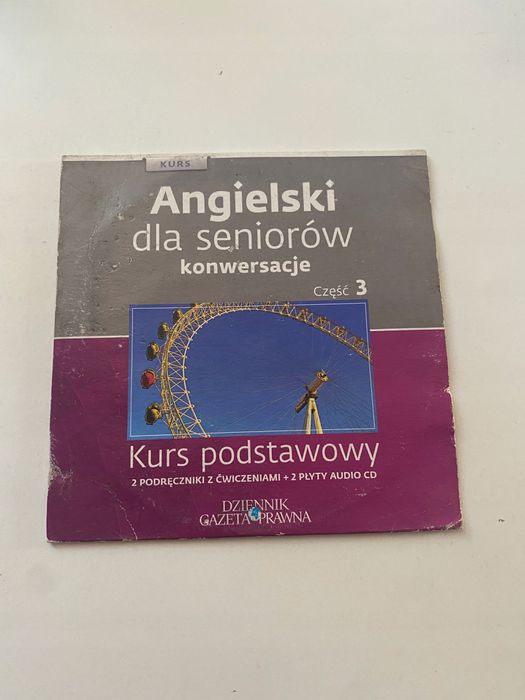 KURS
Angielski
dla seniorów
konwersacje
Część 3
Kurs podstawowy
2 PODRĘCZNIKI Z ĆWICZENIAMI + 2 PŁYTY AUDIO CD
DZIENNIK
GAZETA PRAWNA